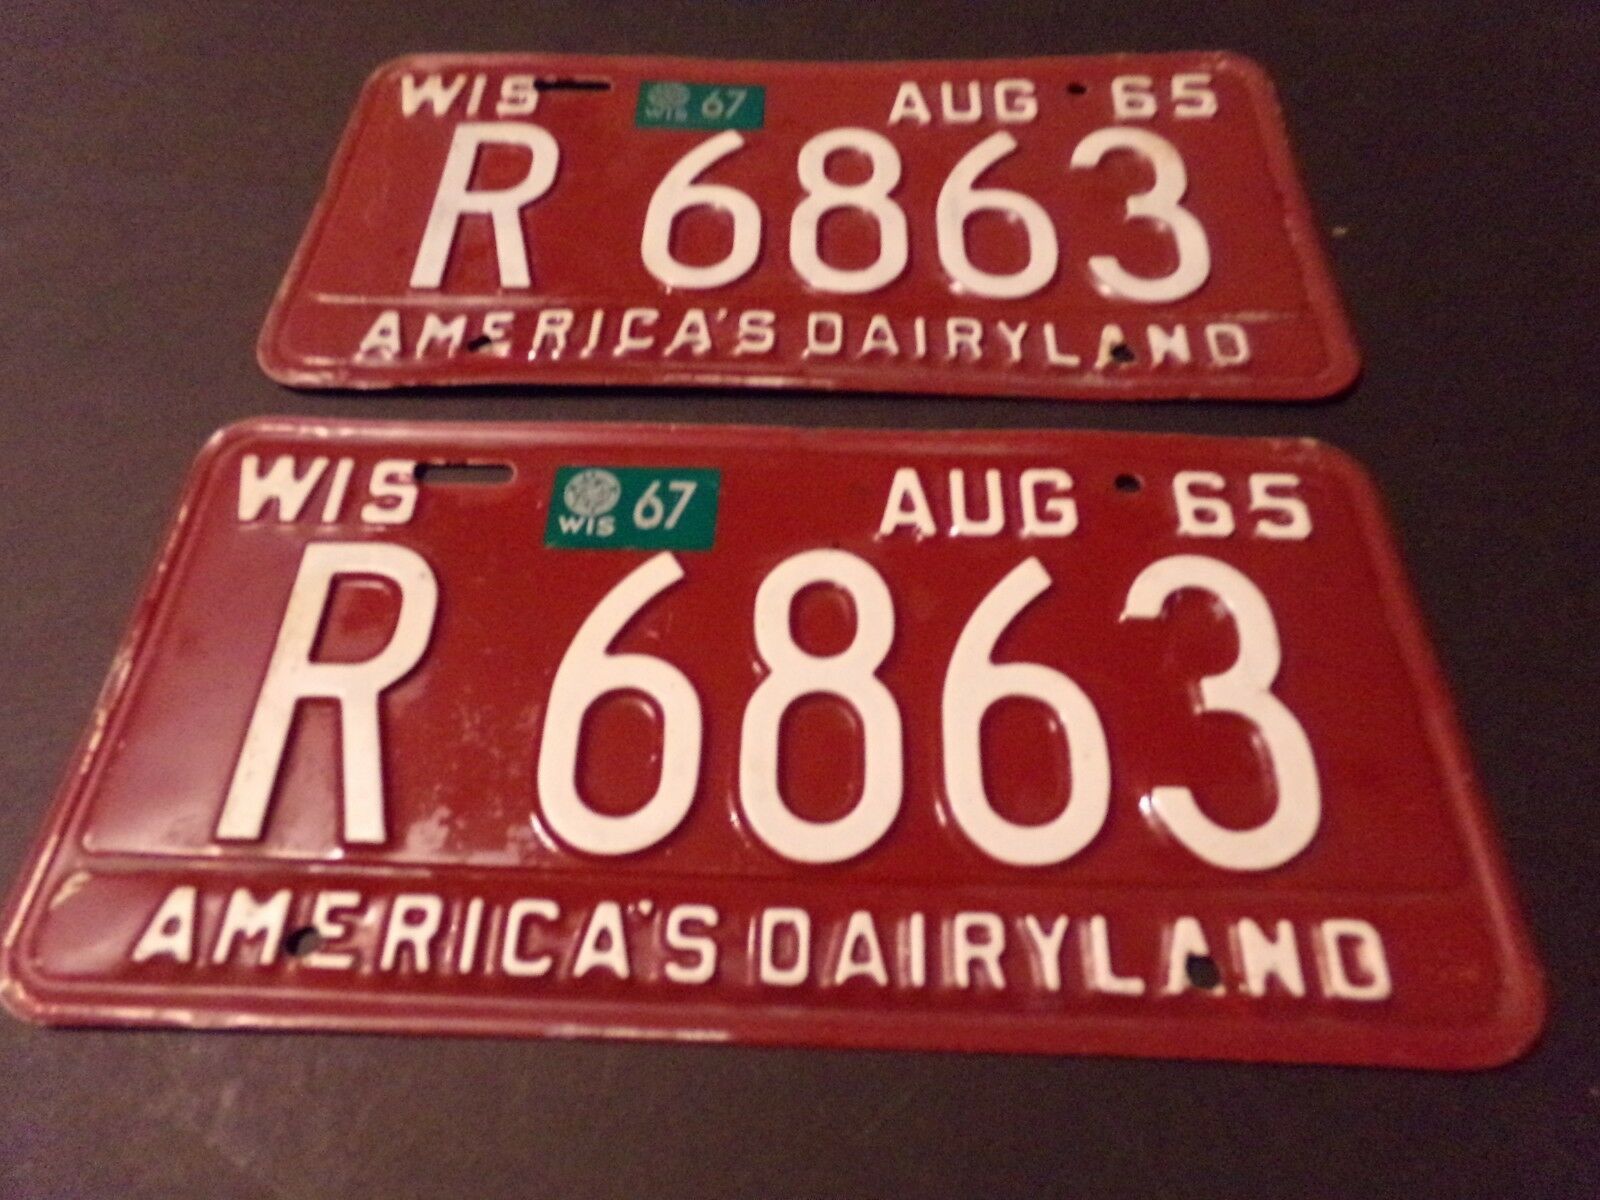 WIS WIS 67 AUG 65
R 6863
AMERICA'S DAIRYLAND
WIS WIS 67 AUG 65
R 6863
AMERICA'S DAIRYLAND